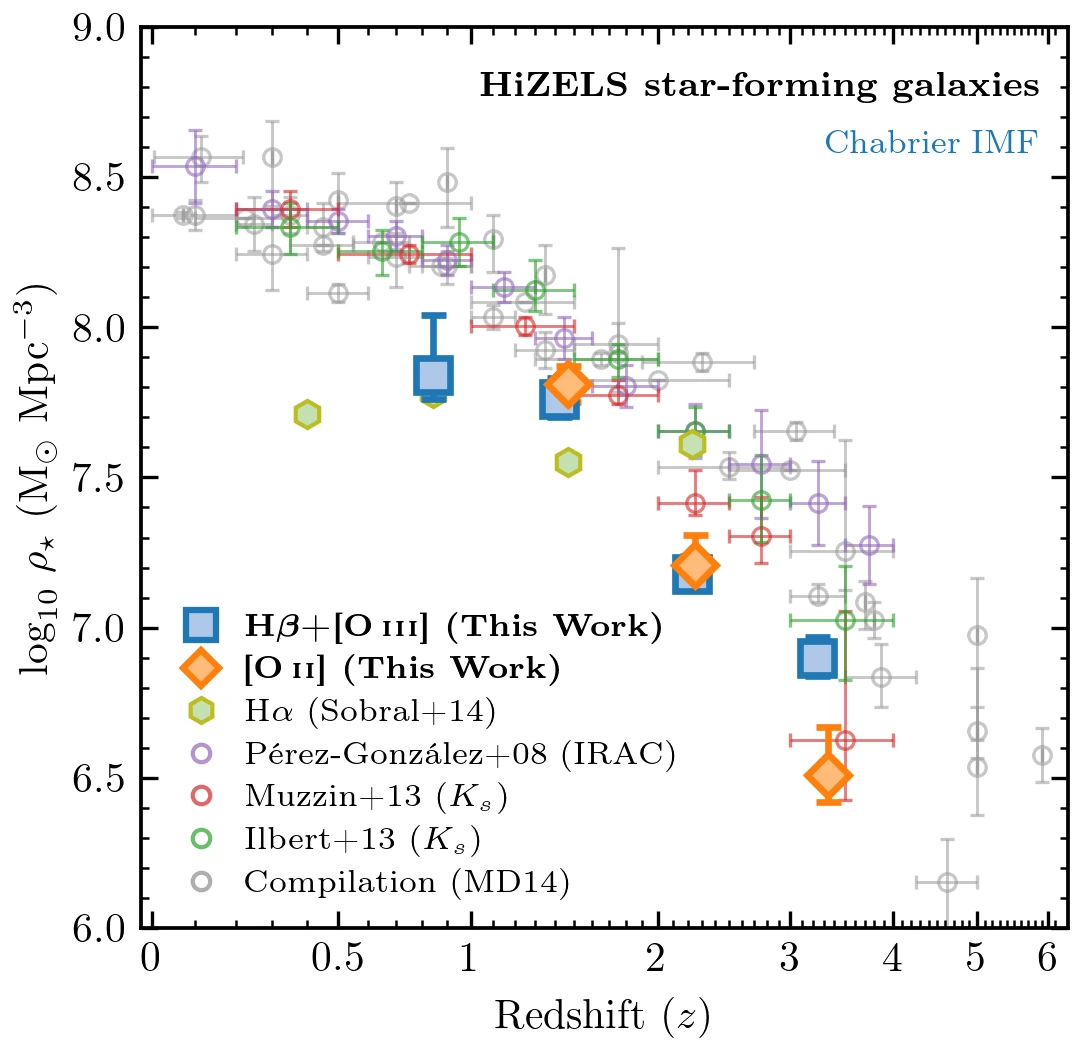 HiZELS star-forming galaxies
Chabrier IMF
9.0
8.5
8.0
7.5
7.0
6.5
6.0
log₁₀ ρ⋆ (M⊙ Mpc⁻³)
Hβ+[O III] (This Work)
[O II] (This Work)
Hα (Sobral+14)
Pérez-González+08 (IRAC)
Muzzin+13 (Kₛ)
Ilbert+13 (Kₛ)
Compilation (MD14)
0 0.5 1 2 3 4 5 6
Redshift (z)